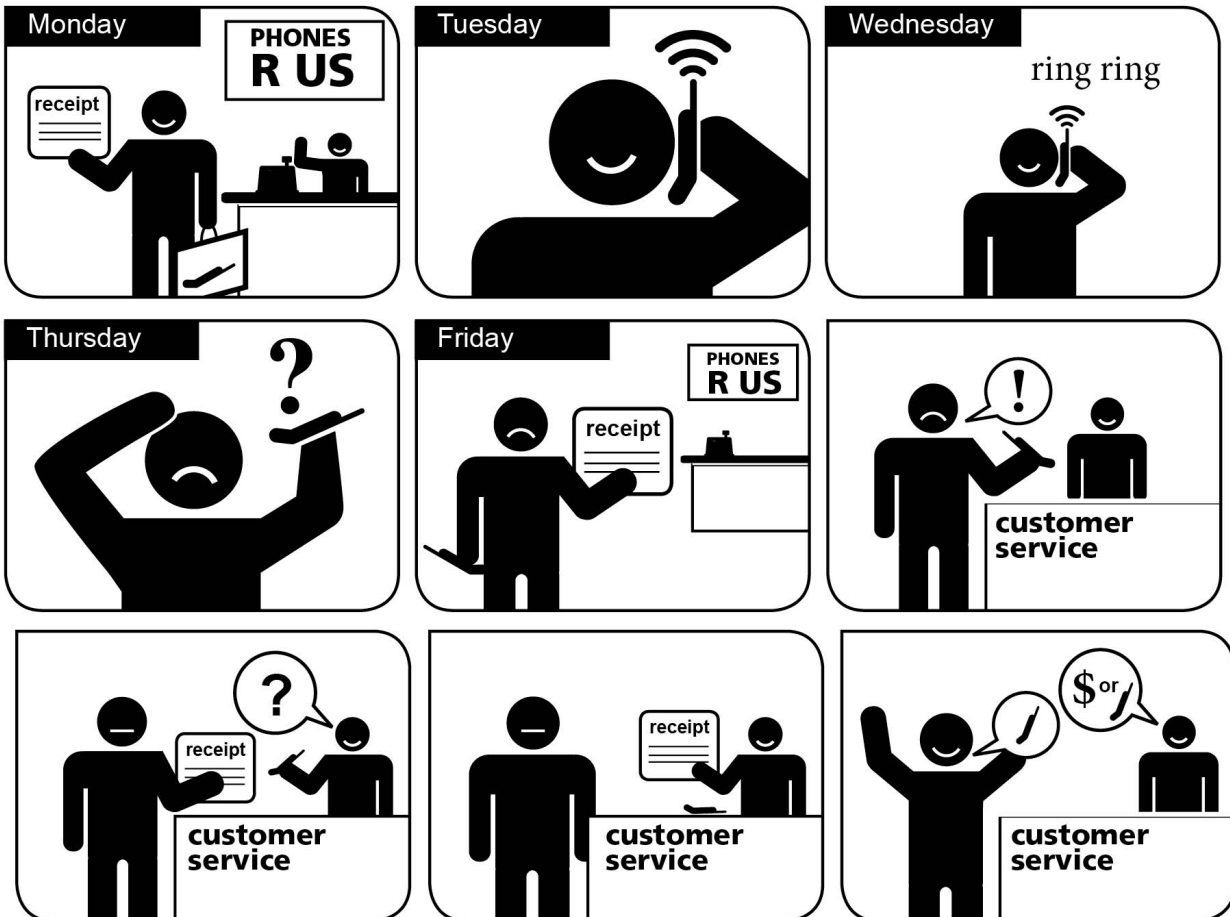 Monday
PHONES
R US
receipt
Tuesday
Wednesday
ring ring
Thursday
?
Friday
PHONES
R US
receipt
!
customer
service
?
receipt
customer
service
receipt
customer
service
$ or
customer
service